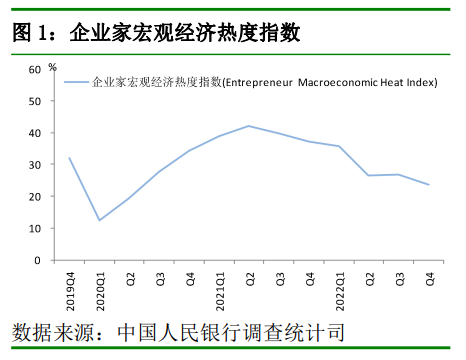 图 1：企业家宏观经济热度指数
%
企业家宏观经济热度指数(Entrepreneur Macroeconomic Heat Index)
60
50
40
30
20
10
0
2019Q4
2020Q1
Q2
Q3
Q4
2021Q1
Q2
Q3
Q4
2022Q1
Q2
Q3
Q4
数据来源：中国人民银行调查统计司